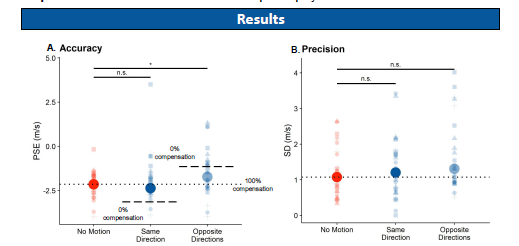 Results
A. Accuracy
5.0
2.5
0
-2.5
PSE (m/s)
*
n.s.
0%
compensation
0%
compensation
100%
compensation
No Motion
Same
Direction
Opposite
Directions
B. Precision
4
3
2
1
0
SD (m/s)
n.s.
n.s.
No Motion
Same
Direction
Opposite
Directions